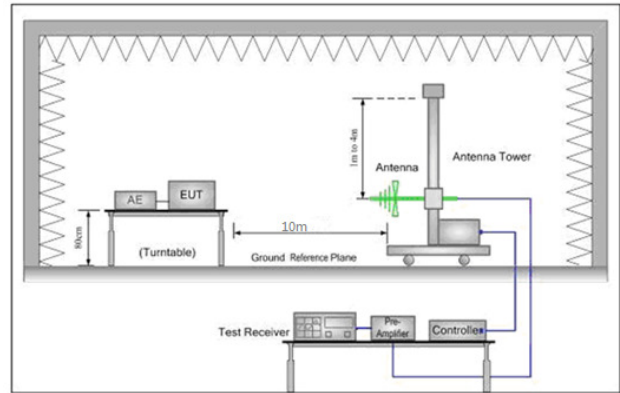 1m to 4m
Antenna
Antenna Tower
AE
EUT
80cm
(Turntable)
10m
Ground Reference Plane
Test Receiver
Pre-
Amplifier
Controller